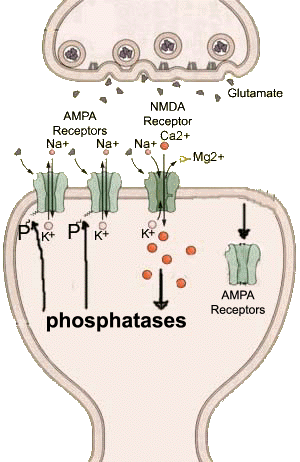 Glutamate
AMPA
Receptors
NMDA
Receptor
Na+
Na+
Na+
Ca2+
Mg2+
P
K+
P
K+
K+
AMPA
Receptors
phosphatases